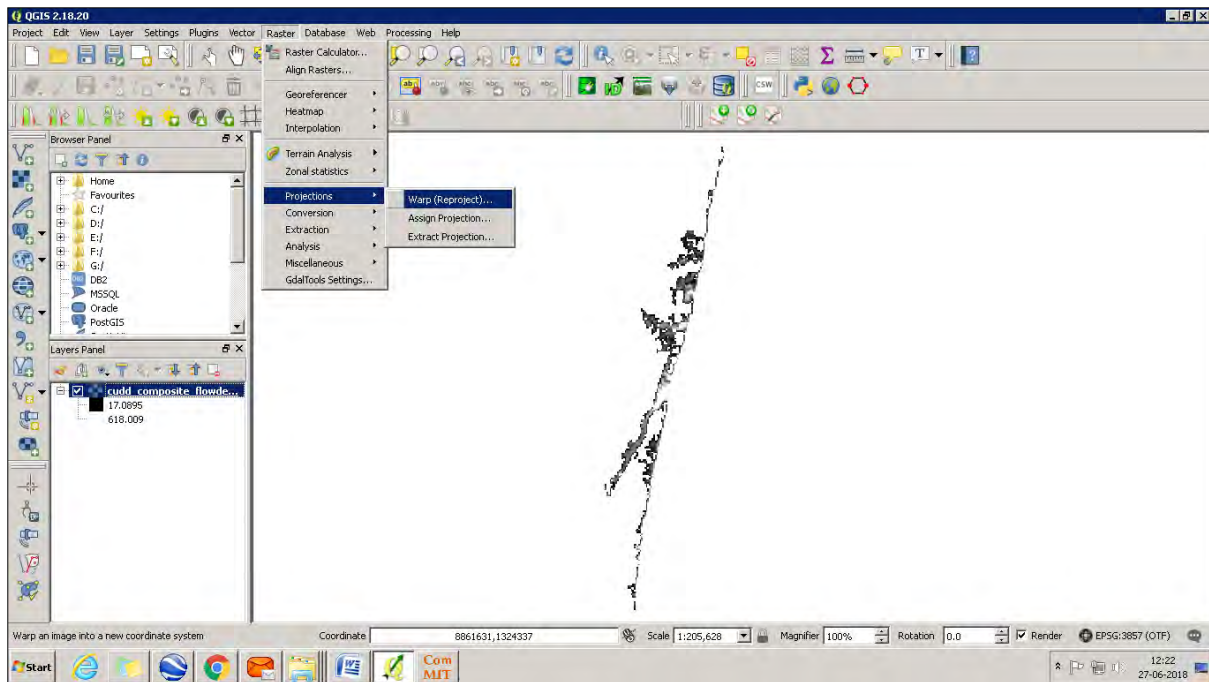 QGIS 2.18.20
Project Edit View Layer Settings Plugins Vector Raster Database Web Processing Help
Raster Calculator...
Align Rasters...
Georeferencer
Heatmap
Interpolation
Terrain Analysis
Zonal statistics
Projections
Conversion
Extraction
Analysis
Miscellaneous
GdalTools Settings...
Warp (Reproject)...
Assign Projection...
Extract Projection...
CSW
Browser Panel
Home
Favourites
C:/
D:/
E:/
F:/
G:/
DB2
MSSQL
Oracle
PostGIS
Layers Panel
cudd_composite_flowde...
17.0895
618.009
Warp an image into a new coordinate system Coordinate 8861631,1324337 Scale 1:205,628 Magnifier 100% Rotation 0.0 Render EPSG:3857 (OTF)
Start Com MIT 12:22
27-06-2018